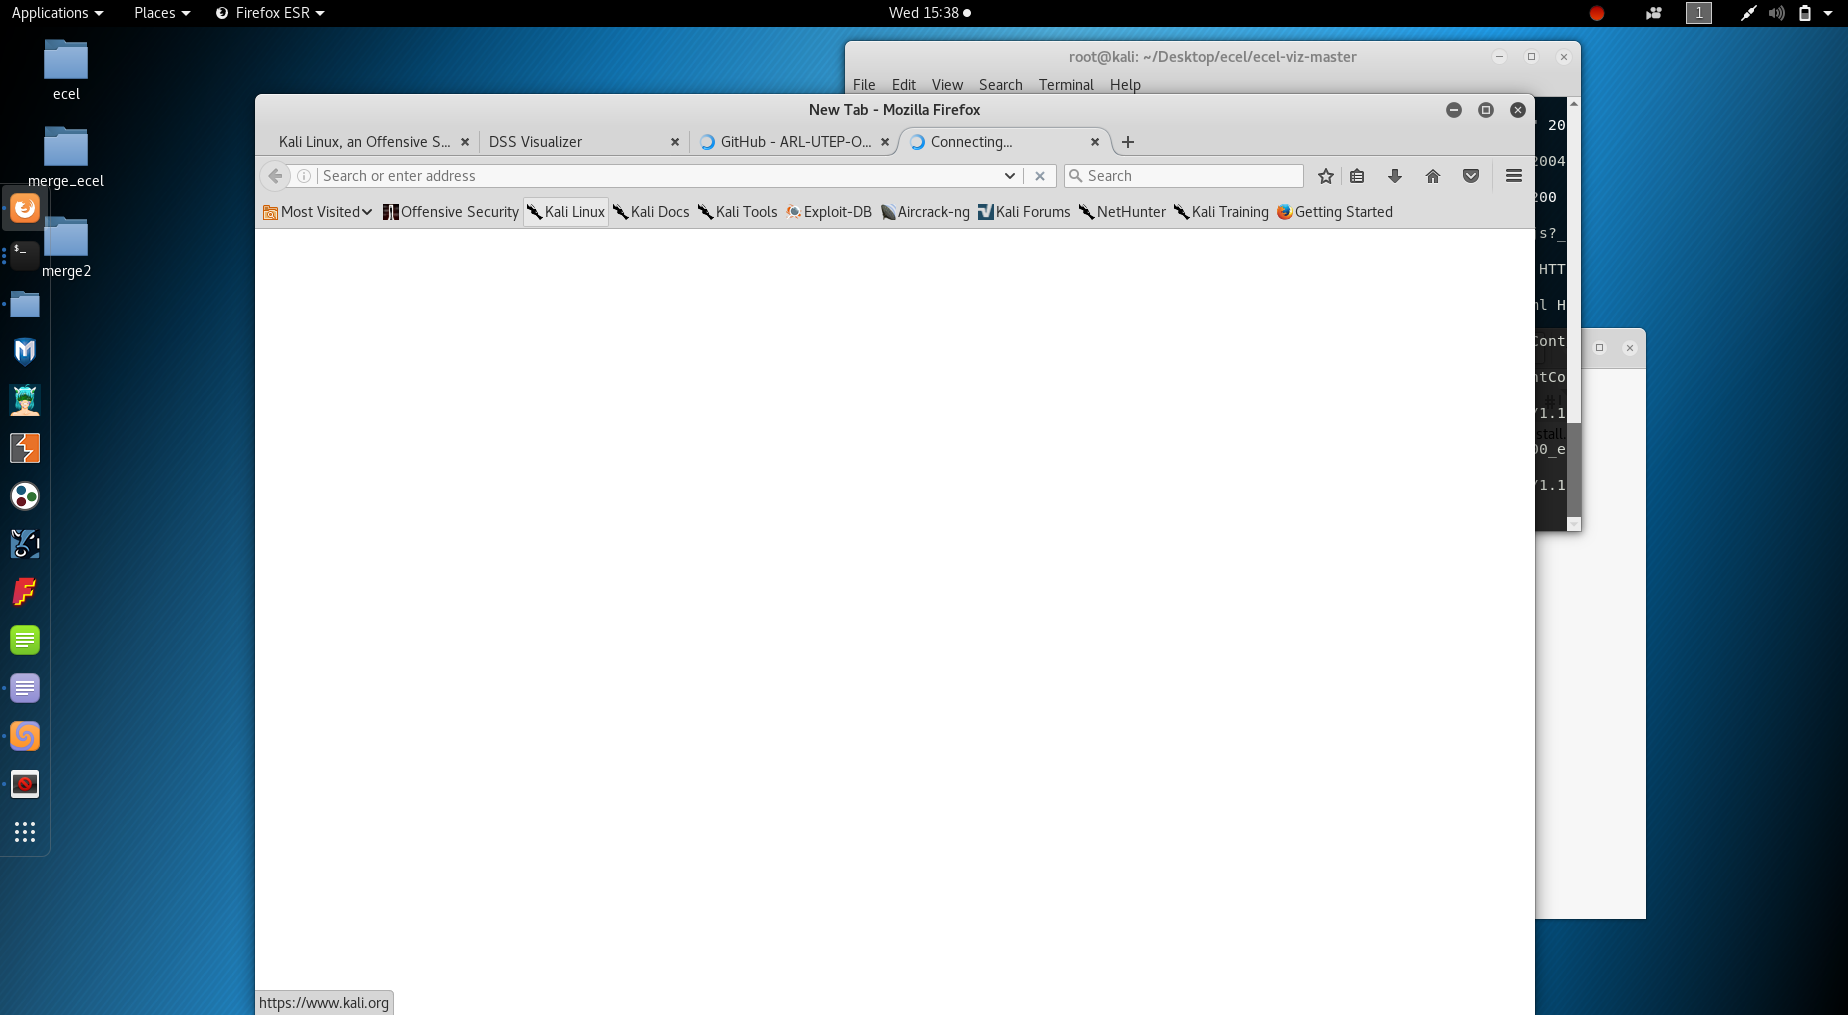 Applications Places Firefox ESR Wed 15:38 1
ecel
merge_ecel
merge2
$_
root@kali: ~/Desktop/ecel/ecel-viz-master
File Edit View Search Terminal Help
New Tab - Mozilla Firefox
Kali Linux, an Offensive S... DSS Visualizer GitHub - ARL-UTEP-O... Connecting...
Search or enter address Search
Most Visited Offensive Security Kali Linux Kali Docs Kali Tools Exploit-DB Aircrack-ng Kali Forums NetHunter Kali Training Getting Started
" 20
2004
200
js?_
HTT
ml H
Cont
ntCo
/1.1
stall.
00_e
/1.1
https://www.kali.org